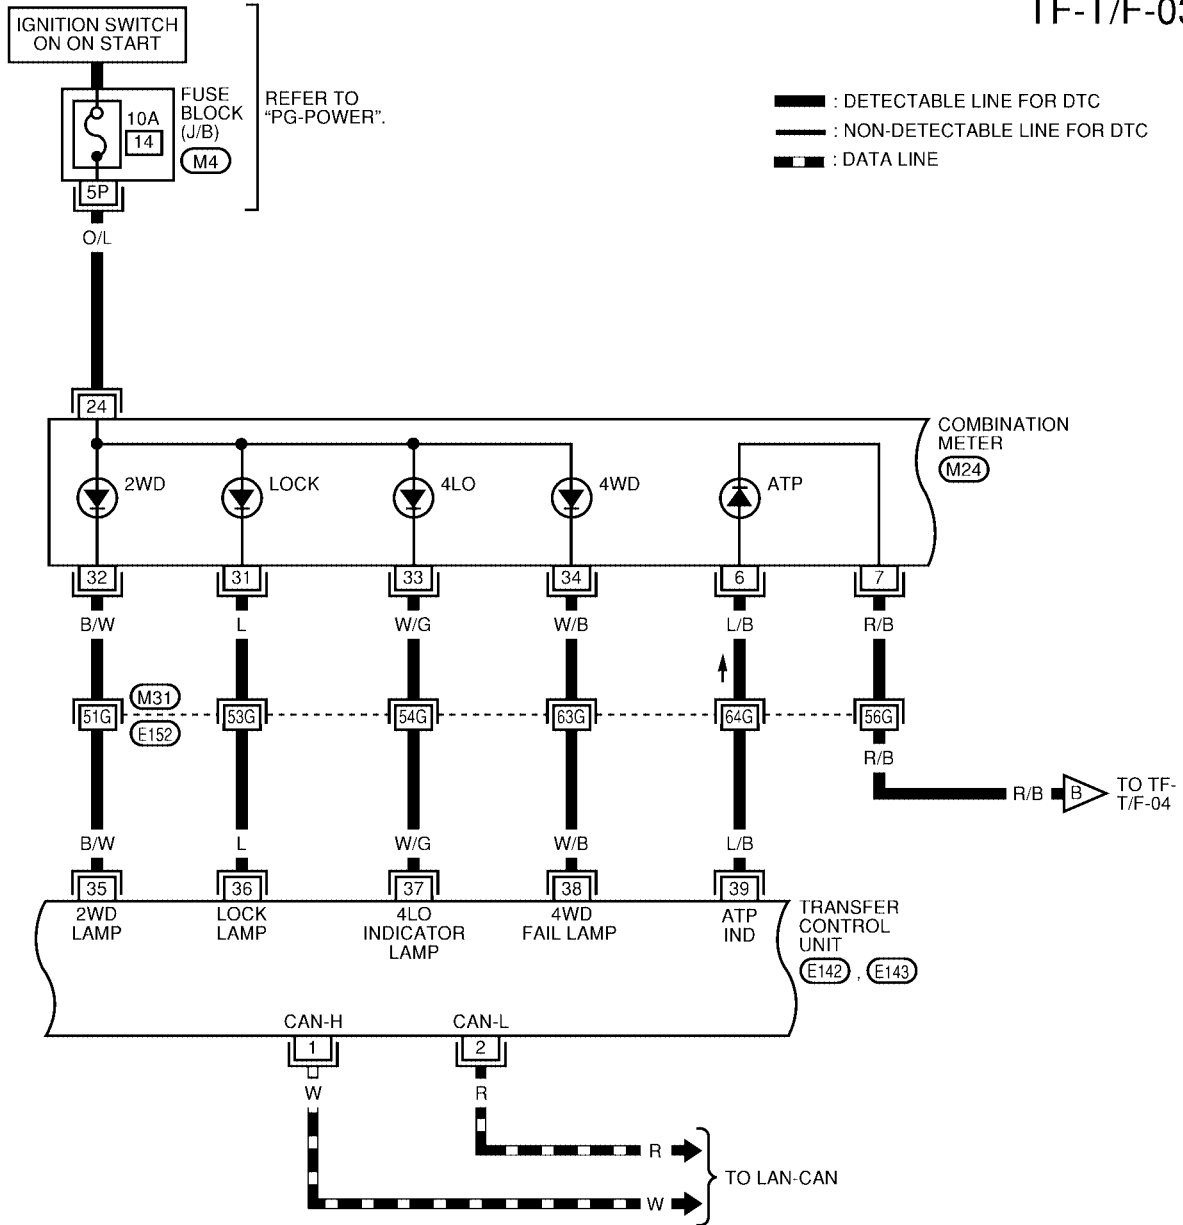 TF-T/F-03
IGNITION SWITCH
ON ON START
FUSE
BLOCK
(J/B)
M4
10A
14
REFER TO
"PG-POWER".
5P
O/L
: DETECTABLE LINE FOR DTC
: NON-DETECTABLE LINE FOR DTC
: DATA LINE
24
COMBINATION
METER
M24
2WD LOCK 4LO 4WD ATP
32 31 33 34 6 7
B/W L W/G W/B L/B R/B
M31
51G 53G 54G 63G 64G 56G
E152
R/B
R/B B TO TF-
T/F-04
B/W L W/G W/B L/B
35 36 37 38 39
2WD
LAMP
LOCK
LAMP
4LO
INDICATOR
LAMP
4WD
FAIL LAMP
ATP
IND
TRANSFER
CONTROL
UNIT
E142 , E143
CAN-H CAN-L
1 2
W R
R
TO LAN-CAN
W